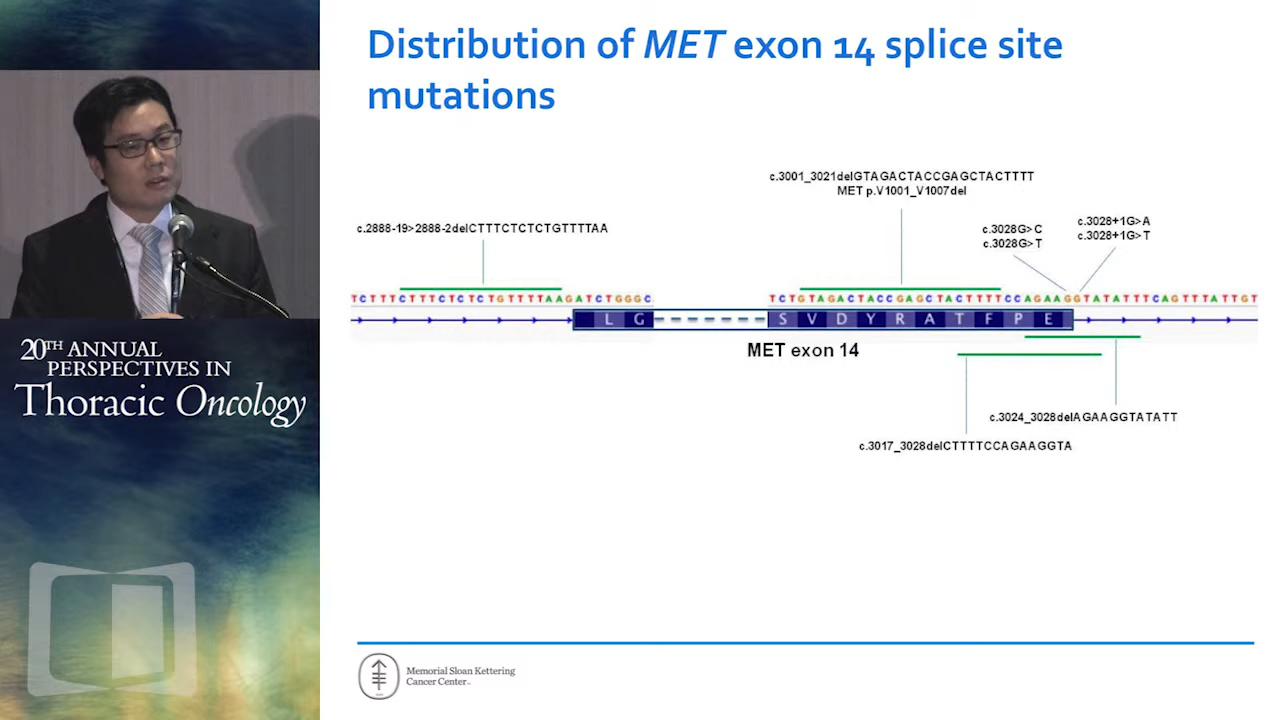 Distribution of MET exon 14 splice site
mutations
c.3001_3021delGTAGACTACCGAGCTACTTTT
MET p.V1001_V1007del
c.2888-19>2888-2delCTTTCTCTCTGTTTTAA
c.3028G>C
c.3028G>T
c.3028+1G>A
c.3028+1G>T
TCTTTCTTTCTCTCTGTTTTAAGATCTGGGC
TCTGTAGACTACCGAGCTACTTTTCCAGAAGGTATATTTCAGTTTATTGT
L G
S V D Y R A T F P E
MET exon 14
c.3024_3028delAGAAGGTATATT
c.3017_3028delCTTTTCCAGAAGGTA
20TH ANNUAL
PERSPECTIVES IN
Thoracic Oncology
Memorial Sloan Kettering
Cancer Center